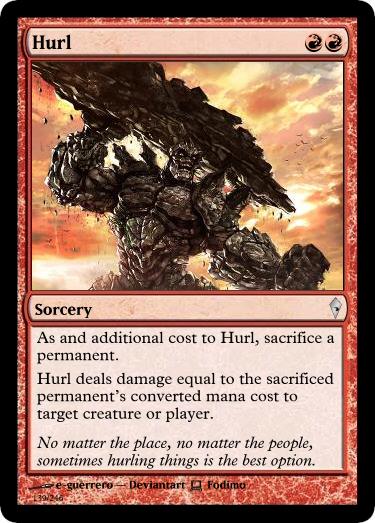 Hurl
Sorcery
As and additional cost to Hurl, sacrifice a
permanent.
Hurl deals damage equal to the sacrificed
permanent's converted mana cost to
target creature or player.
No matter the place, no matter the people,
sometimes hurling things is the best option.
e-guerrero — Deviantart Fodimo
139/246